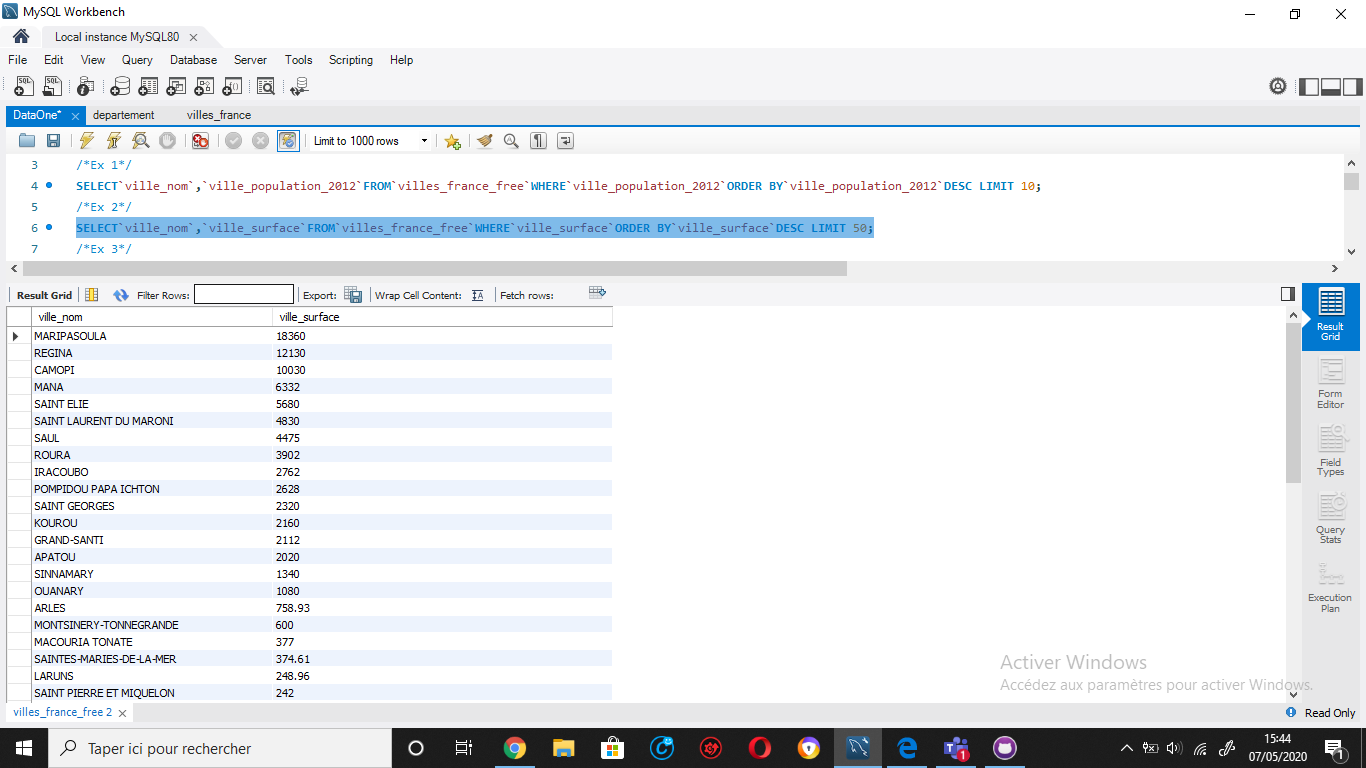 MySQL Workbench
Local instance MySQL80
File Edit View Query Database Server Tools Scripting Help
DataOne* departement villes_france
Limit to 1000 rows
3 /*Ex 1*/
4 SELECT`ville_nom`,`ville_population_2012`FROM`villes_france_free`WHERE`ville_population_2012`ORDER BY`ville_population_2012`DESC LIMIT 10;
5 /*Ex 2*/
6 SELECT`ville_nom`,`ville_surface`FROM`villes_france_free`WHERE`ville_surface`ORDER BY`ville_surface`DESC LIMIT 50;
7 /*Ex 3*/
Result Grid Filter Rows: Export: Wrap Cell Content: IA Fetch rows:
ville_nom ville_surface
MARIPASOULA 18360
REGINA 12130
CAMOPI 10030
MANA 6332
SAINT ELIE 5680
SAINT LAURENT DU MARONI 4830
SAUL 4475
ROURA 3902
IRACOUBO 2762
POMPIDOU PAPA ICHTON 2628
SAINT GEORGES 2320
KOUROU 2160
GRAND-SANTI 2112
APATOU 2020
SINNAMARY 1340
OUANARY 1080
ARLES 758.93
MONTSINERY-TONNEGRANDE 600
MACOURIA TONATE 377
SAINTES-MARIES-DE-LA-MER 374.61
LARUNS 248.96
SAINT PIERRE ET MIQUELON 242
Result
Grid
Form
Editor
Field
Types
Query
Stats
Execution
Plan
Activer Windows
Accédez aux paramètres pour activer Windows.
villes_france_free 2
Read Only
Taper ici pour rechercher
1
15:44
07/05/2020
1